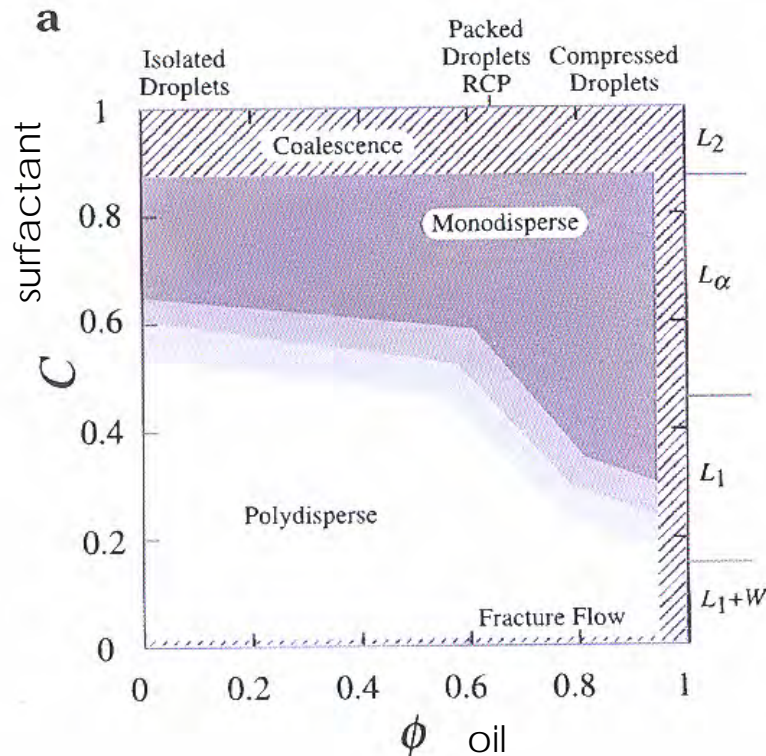 a
Isolated
Droplets
Packed
Droplets
RCP
Compressed
Droplets
1
0.8
0.6
0.4
0.2
0
surfactant
C
Coalescence
Monodisperse
Polydisperse
Fracture Flow
L2
Lα
L1
L1+W
0
0.2
0.4
0.6
0.8
1
ϕ oil